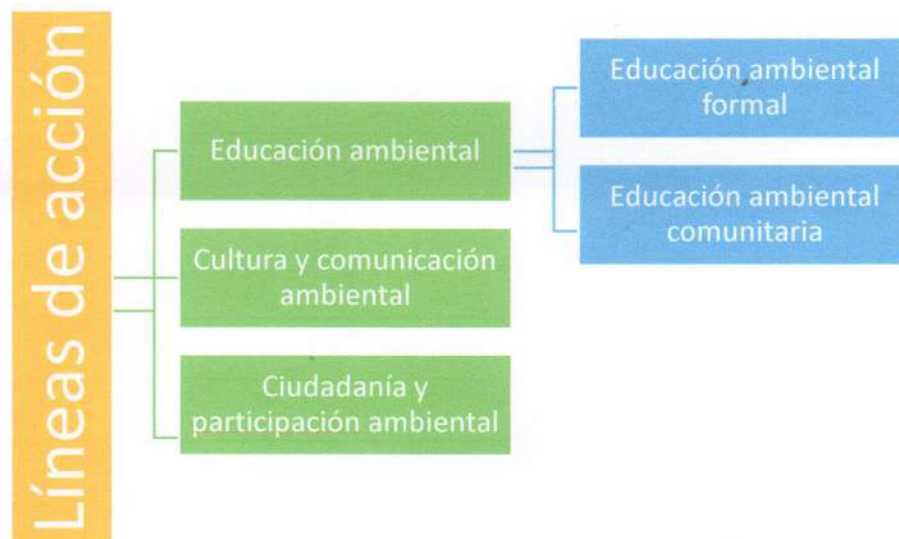 Líneas de acción
Educación ambiental
Cultura y comunicación
ambiental
Ciudadanía y
participación ambiental
Educación ambiental
formal
Educación ambiental
comunitaria